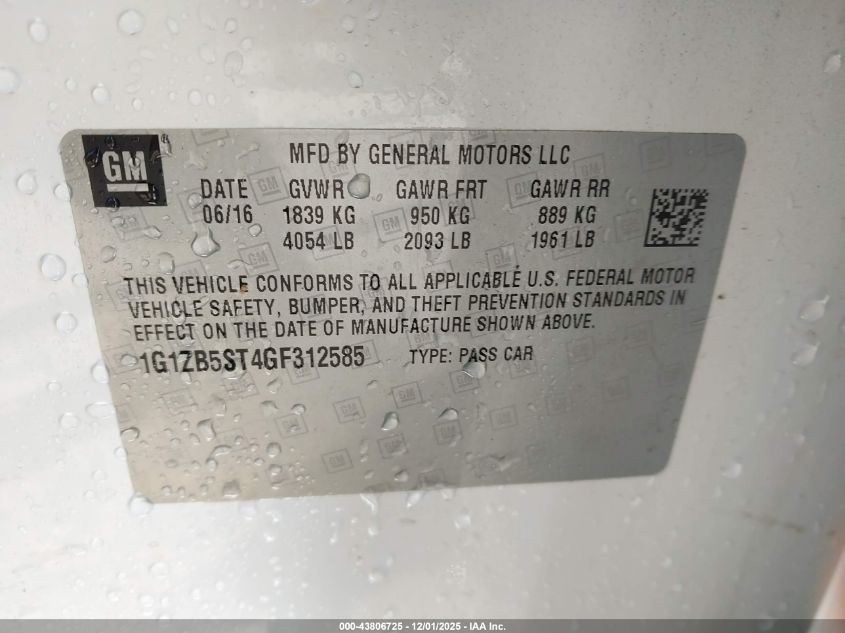 GM ®
MFD BY GENERAL MOTORS LLC
DATE GVWR GAWR FRT GAWR RR
06/16 1839 KG 950 KG 889 KG
4054 LB 2093 LB 1961 LB
THIS VEHICLE CONFORMS TO ALL APPLICABLE U.S. FEDERAL MOTOR
VEHICLE SAFETY, BUMPER, AND THEFT PREVENTION STANDARDS IN
EFFECT ON THE DATE OF MANUFACTURE SHOWN ABOVE.
1G1ZB5ST4GF312585 TYPE: PASS CAR
000-43806725 - 12/01/2025 - IAA Inc.